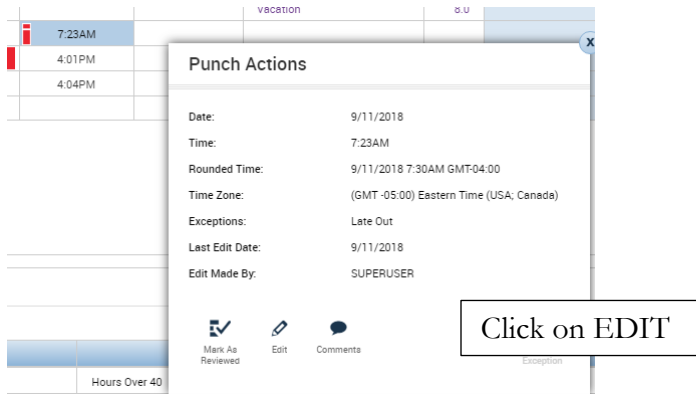 Vacation 8.0
7:23AM
4:01PM
4:04PM
X
Punch Actions
Date: 9/11/2018
Time: 7:23AM
Rounded Time: 9/11/2018 7:30AM GMT-04:00
Time Zone: (GMT -05:00) Eastern Time (USA; Canada)
Exceptions: Late Out
Last Edit Date: 9/11/2018
Edit Made By: SUPERUSER
Mark As Reviewed
Edit
Comments
Click on EDIT
Exception
Hours Over 40